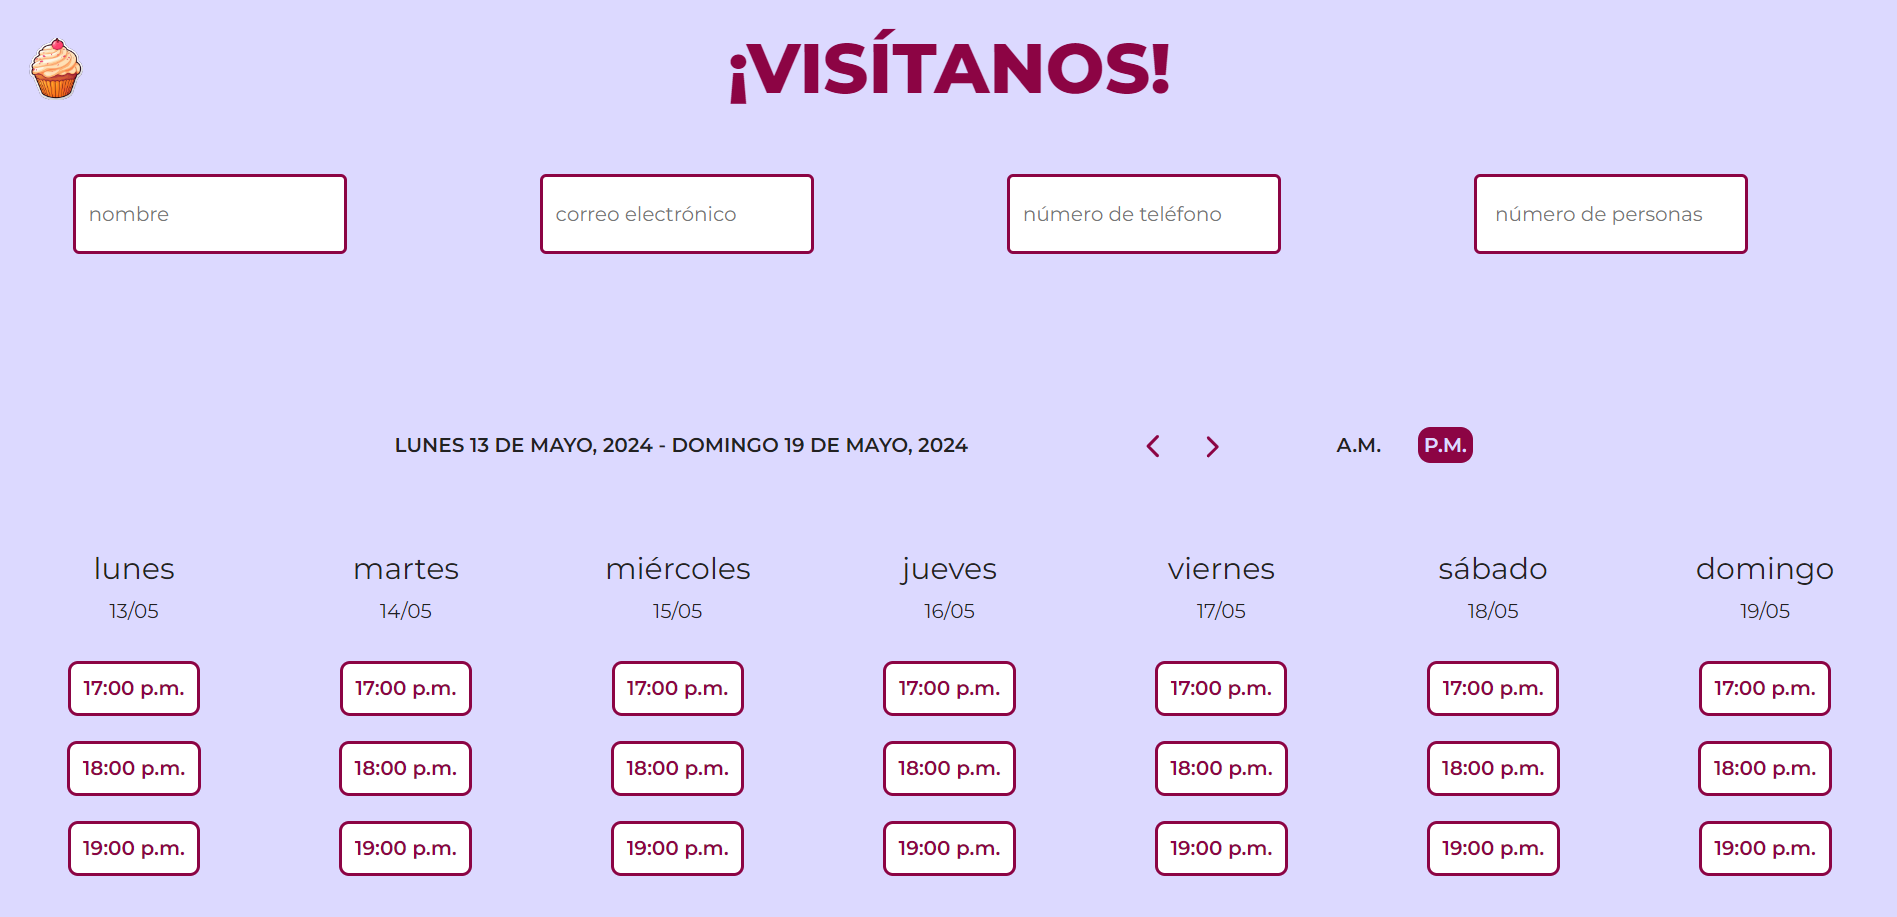 ¡VISÍTANOS!
nombre correo electrónico número de teléfono número de personas
LUNES 13 DE MAYO, 2024 - DOMINGO 19 DE MAYO, 2024 A.M. P.M.
lunes martes miércoles jueves viernes sábado domingo
13/05 14/05 15/05 16/05 17/05 18/05 19/05
17:00 p.m. 17:00 p.m. 17:00 p.m. 17:00 p.m. 17:00 p.m. 17:00 p.m. 17:00 p.m.
18:00 p.m. 18:00 p.m. 18:00 p.m. 18:00 p.m. 18:00 p.m. 18:00 p.m. 18:00 p.m.
19:00 p.m. 19:00 p.m. 19:00 p.m. 19:00 p.m. 19:00 p.m. 19:00 p.m. 19:00 p.m.